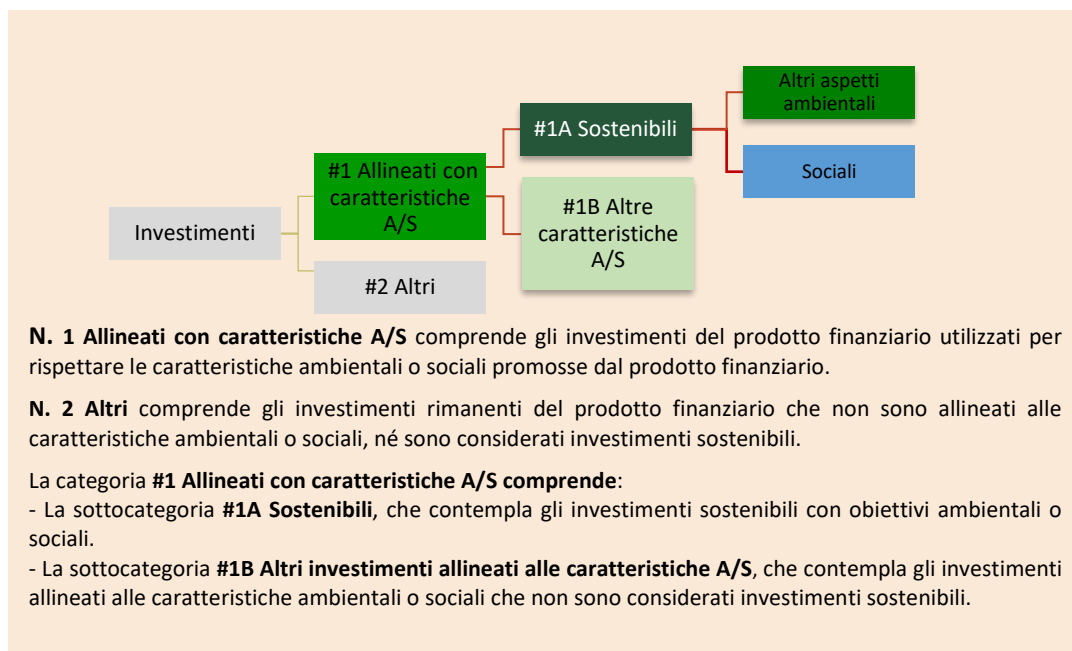 Altri aspetti
ambientali
#1A Sostenibili
Sociali
#1 Allineati con
caratteristiche
A/S
#1B Altre
caratteristiche
A/S
Investimenti
#2 Altri
N. 1 Allineati con caratteristiche A/S comprende gli investimenti del prodotto finanziario utilizzati per
rispettare le caratteristiche ambientali o sociali promosse dal prodotto finanziario.
N. 2 Altri comprende gli investimenti rimanenti del prodotto finanziario che non sono allineati alle
caratteristiche ambientali o sociali, né sono considerati investimenti sostenibili.
La categoria #1 Allineati con caratteristiche A/S comprende:
- La sottocategoria #1A Sostenibili, che contempla gli investimenti sostenibili con obiettivi ambientali o
sociali.
- La sottocategoria #1B Altri investimenti allineati alle caratteristiche A/S, che contempla gli investimenti
allineati alle caratteristiche ambientali o sociali che non sono considerati investimenti sostenibili.